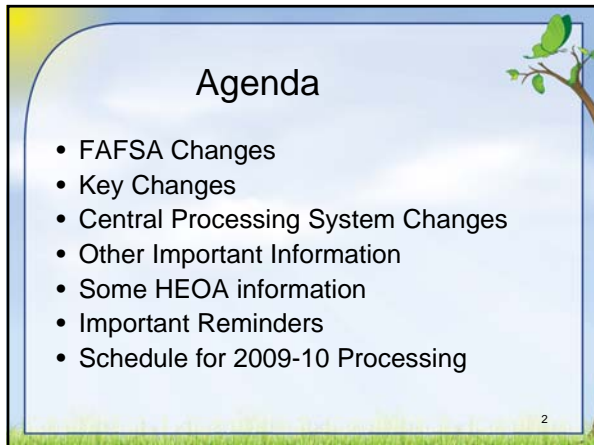 Agenda
• FAFSA Changes
• Key Changes
• Central Processing System Changes
• Other Important Information
• Some HEOA information
• Important Reminders
• Schedule for 2009-10 Processing
2